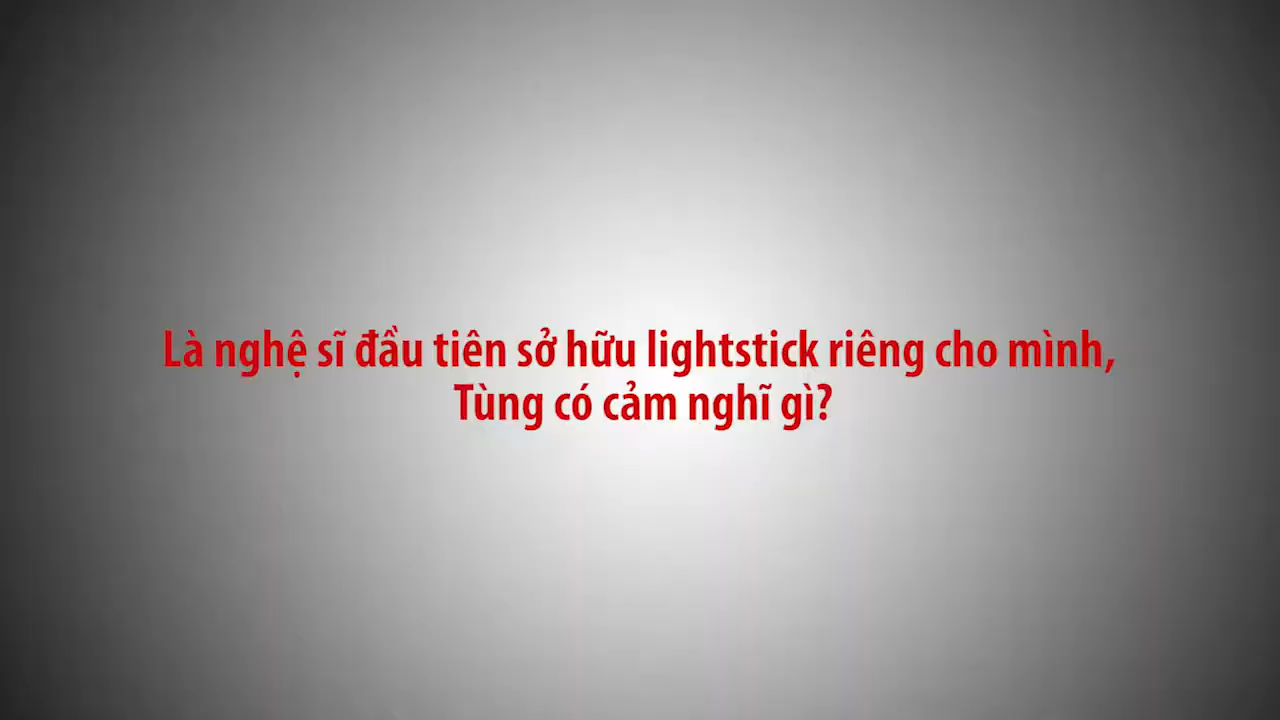 Là nghệ sĩ đầu tiên sở hữu lightstick riêng cho mình,
Tùng có cảm nghĩ gì?